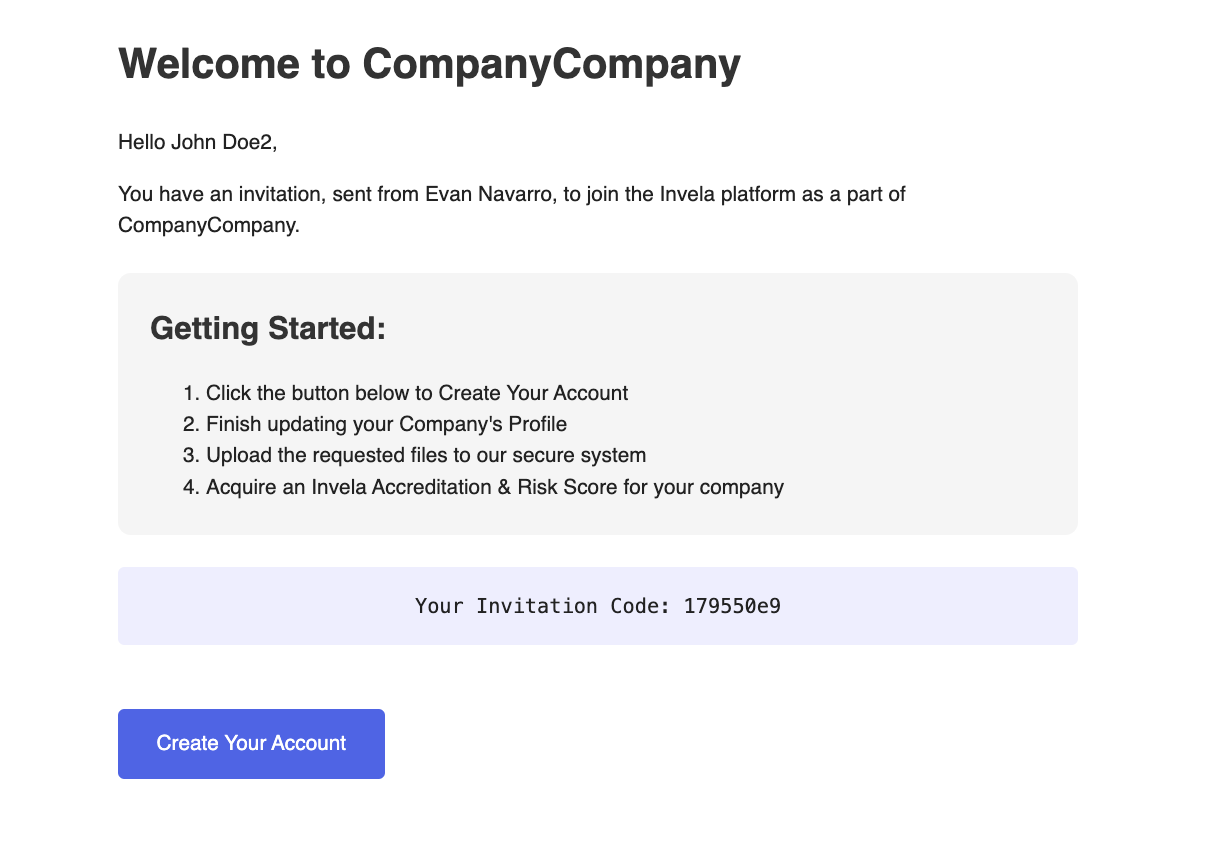 Welcome to CompanyCompany
Hello John Doe2,
You have an invitation, sent from Evan Navarro, to join the Invela platform as a part of
CompanyCompany.
Getting Started:
1. Click the button below to Create Your Account
2. Finish updating your Company's Profile
3. Upload the requested files to our secure system
4. Acquire an Invela Accreditation & Risk Score for your company
Your Invitation Code: 179550e9
Create Your Account